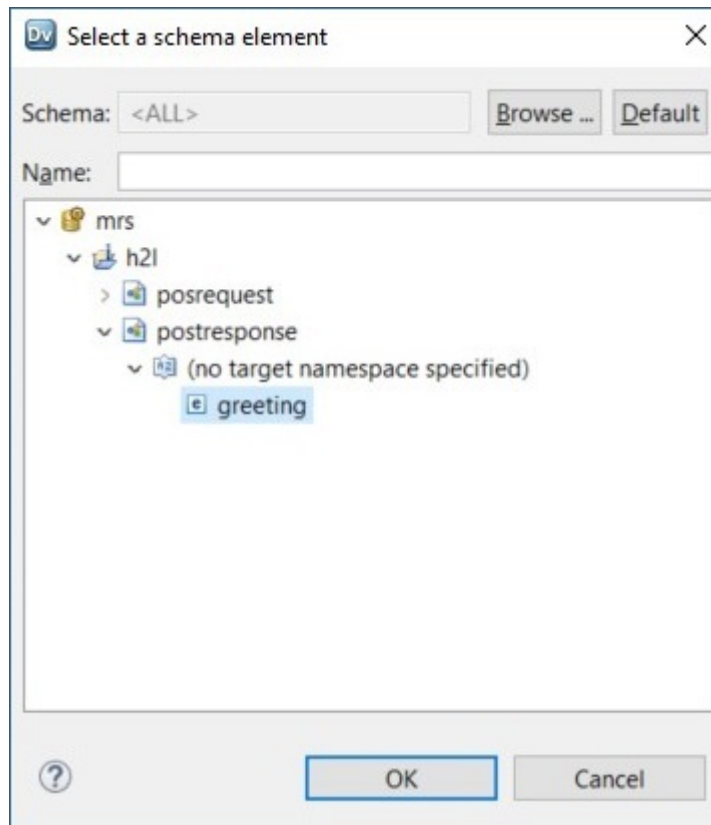 Dv Select a schema element
Schema: <ALL> Browse ... Default
Name:
mrs
h2l
posrequest
postresponse
(no target namespace specified)
e greeting
? OK Cancel